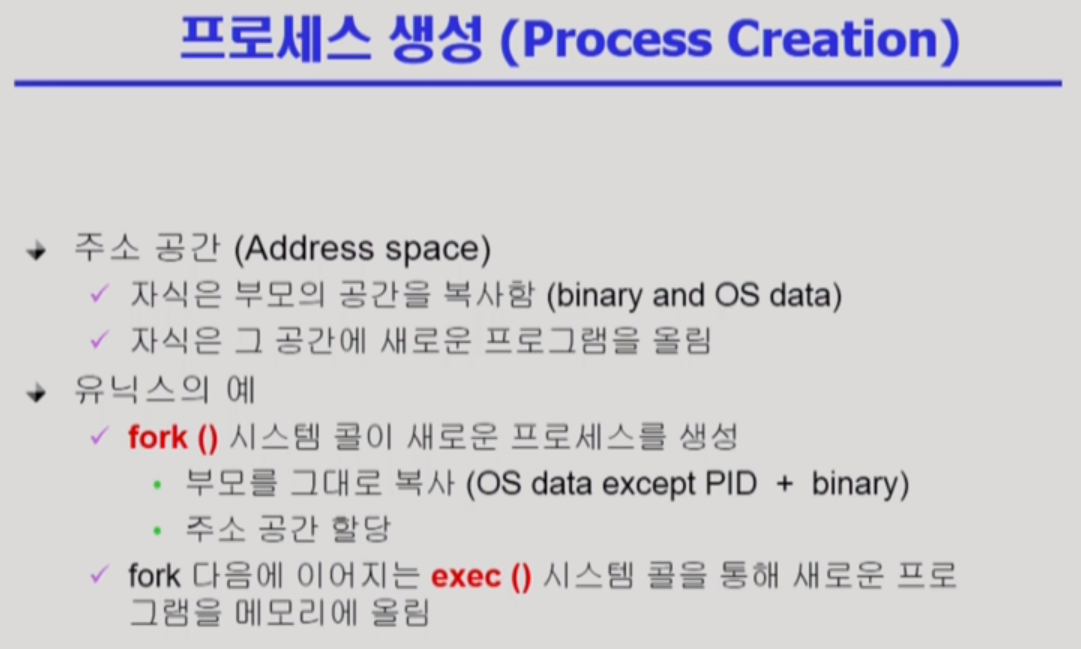 프로세스 생성 (Process Creation)
주소 공간 (Address space)
자식은 부모의 공간을 복사함 (binary and OS data)
자식은 그 공간에 새로운 프로그램을 올림
유닉스의 예
fork () 시스템 콜이 새로운 프로세스를 생성
부모를 그대로 복사 (OS data except PID + binary)
주소 공간 할당
fork 다음에 이어지는 exec () 시스템 콜을 통해 새로운 프로
그램을 메모리에 올림